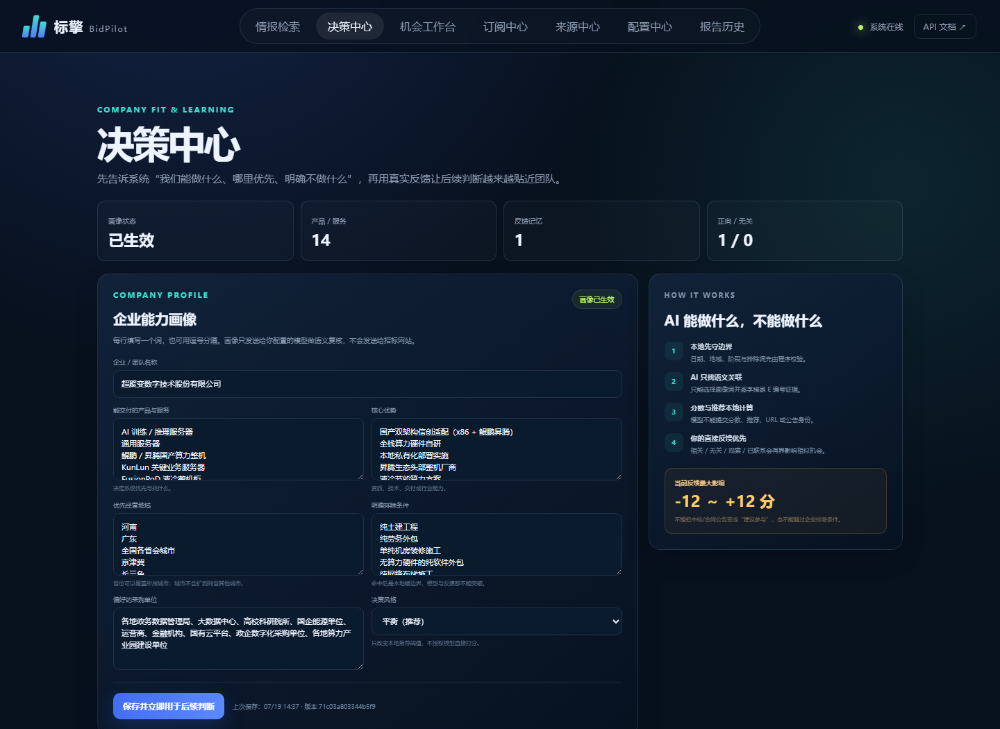 标擎 BidPilot
情报检索
决策中心
机会工作台
订阅中心
来源中心
配置中心
报告历史
系统在线
API 文档 ↗
COMPANY FIT & LEARNING
决策中心
先告诉系统“我们能做什么、哪里优先、明确不做什么”，再用真实反馈让后续判断越来越贴近团队。
画像状态
已生效
产品 / 服务
14
反馈记忆
1
正向 / 无关
1 / 0
COMPANY PROFILE
画像已生效
企业能力画像
每行填写一个词，也可用逗号分隔。画像只发送给你配置的模型做语义复核，不会发送给招标网站。
企业 / 团队名称
超聚变数字技术股份有限公司
能交付的产品与服务
AI 训练 / 推理服务器
通用服务器
鲲鹏 / 昇腾国产算力整机
KunLun 关键业务服务器
FusionPoD 液冷整机柜
决定系统优先寻找什么。
核心优势
国产双架构信创适配（x86 + 鲲鹏昇腾）
全栈算力硬件自研
本地私有化部署实施
昇腾生态头部整机厂商
液冷节能算力方案
资质、技术、交付或行业能力。
优先经营地域
河南
广东
全国各省会城市
京津冀
长三角
省份可以覆盖所属城市；城市不会扩到同省其他城市。
明确排除条件
纯土建工程
纯劳务外包
单纯机房装修施工
无算力硬件的纯软件外包
纯网络布线施工
命中后是本地硬边界，模型与反馈都不能突破。
偏好的采购单位
各地政务数据管理局、大数据中心、高校科研院所、国企能源单位、
运营商、金融机构、国有云平台、政企数字化采购单位、各地算力产
业园建设单位
决策风格
平衡（推荐）
只改变本地推荐阈值，不授权模型直接打分。
保存并立即用于后续判断
上次保存：07/19 14:37 · 版本 71c03a803344b5f9
HOW IT WORKS
AI 能做什么，不能做什么
1
本地先守边界
日期、地域、阶段与排除词先由程序校验。
2
AI 只找语义关联
只能选择画像词并逐字摘录 E 编号证据。
3
分数与推荐本地计算
模型不能提交分数、推荐、URL 或公告身份。
4
你的直接反馈优先
相关 / 无关 / 观察 / 已联系会有界影响相似机会。
当前反馈最大影响
-12 ～ +12 分
不能把中标/合同公告变成“建议参与”，也不能越过企业排除条件。